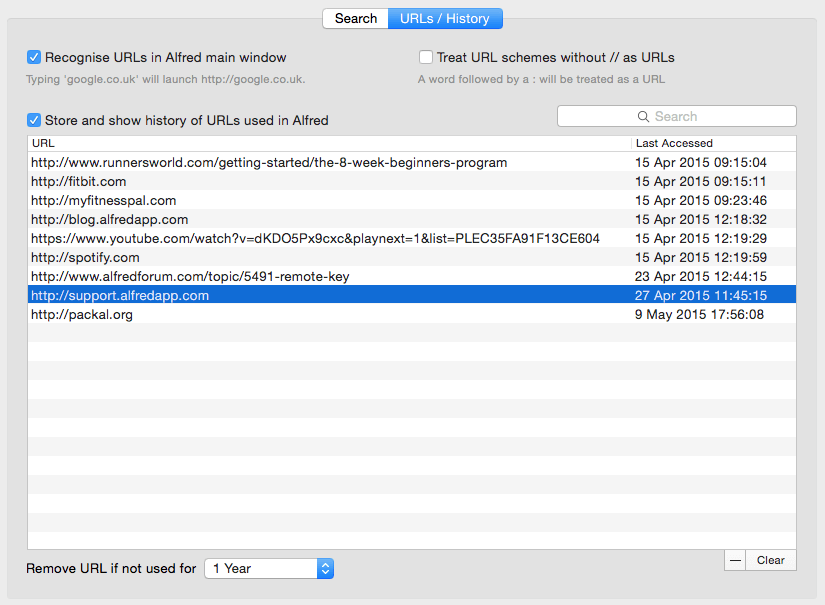 Search URLs / History
Recognise URLs in Alfred main window
Typing 'google.co.uk' will launch http://google.co.uk.
Treat URL schemes without // as URLs
A word followed by a : will be treated as a URL
Store and show history of URLs used in Alfred
Search
URL Last Accessed
http://www.runnersworld.com/getting-started/the-8-week-beginners-program 15 Apr 2015 09:15:04
http://fitbit.com 15 Apr 2015 09:15:11
http://myfitnesspal.com 15 Apr 2015 09:23:46
http://blog.alfredapp.com 15 Apr 2015 12:18:32
https://www.youtube.com/watch?v=dKDO5Px9cxc&playnext=1&list=PLEC35FA91F13CE604 15 Apr 2015 12:19:29
http://spotify.com 15 Apr 2015 12:19:59
http://www.alfredforum.com/topic/5491-remote-key 23 Apr 2015 12:44:15
http://support.alfredapp.com 27 Apr 2015 11:45:15
http://packal.org 9 May 2015 17:56:08
Remove URL if not used for 1 Year
— Clear